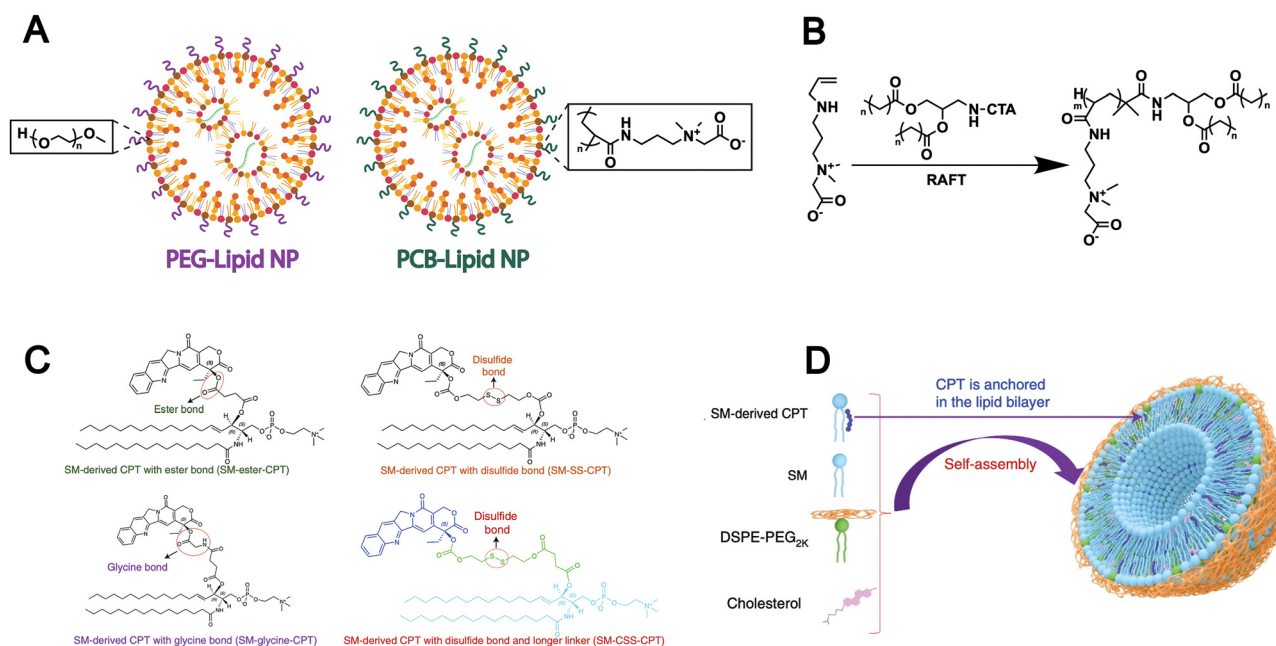 A
H
O
n
O
n
H
N
O
N+
O
O-
PEG-Lipid NP
PCB-Lipid NP
B
NH
N+
O
O-
O
O
n
N-CTA
H
O
n
O
RAFT
H
m
O
NH
N+
O
O-
O
H
N
O
O
n
O
O
n
C
Ester bond
SM-derived CPT with ester bond (SM-ester-CPT)
Disulfide
bond
SM-derived CPT with disulfide bond (SM-SS-CPT)
Glycine bond
SM-derived CPT with glycine bond (SM-glycine-CPT)
Disulfide
bond
SM-derived CPT with disulfide bond and longer linker (SM-CSS-CPT)
D
SM-derived CPT
CPT is anchored
in the lipid bilayer
SM
Self-assembly
DSPE-PEG2K
Cholesterol